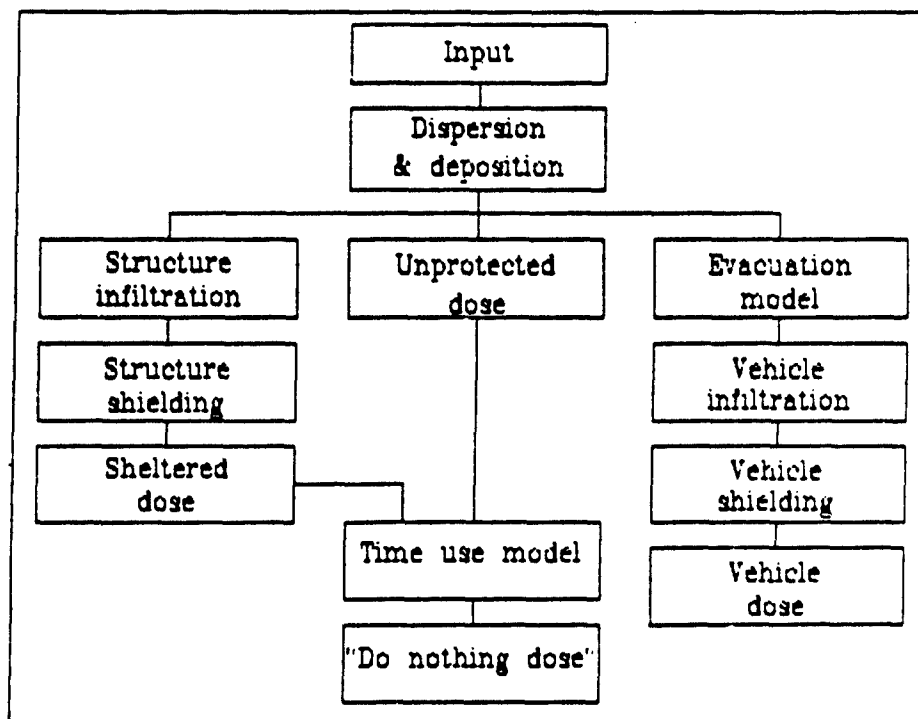 Input
Dispersion
& deposition
Structure
infiltration
Unprotected
dose
Evacuation
model
Structure
shielding
Vehicle
infiltration
Sheltered
dose
Vehicle
shielding
Time use model
Vehicle
dose
"Do nothing dose"